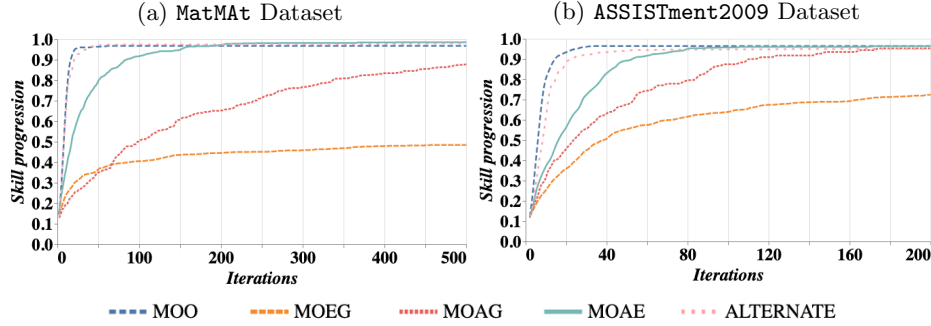 (a) MatMAt Dataset
(b) ASSISTment2009 Dataset
Skill progression
1.0
0.9
0.8
0.7
0.6
0.5
0.4
0.3
0.2
0.1
0.0
0 100 200 300 400 500
Iterations
Skill progression
1.0
0.9
0.8
0.7
0.6
0.5
0.4
0.3
0.2
0.1
0.0
0 40 80 120 160 200
Iterations
MOO MOEG MOAG MOAE ALTERNATE